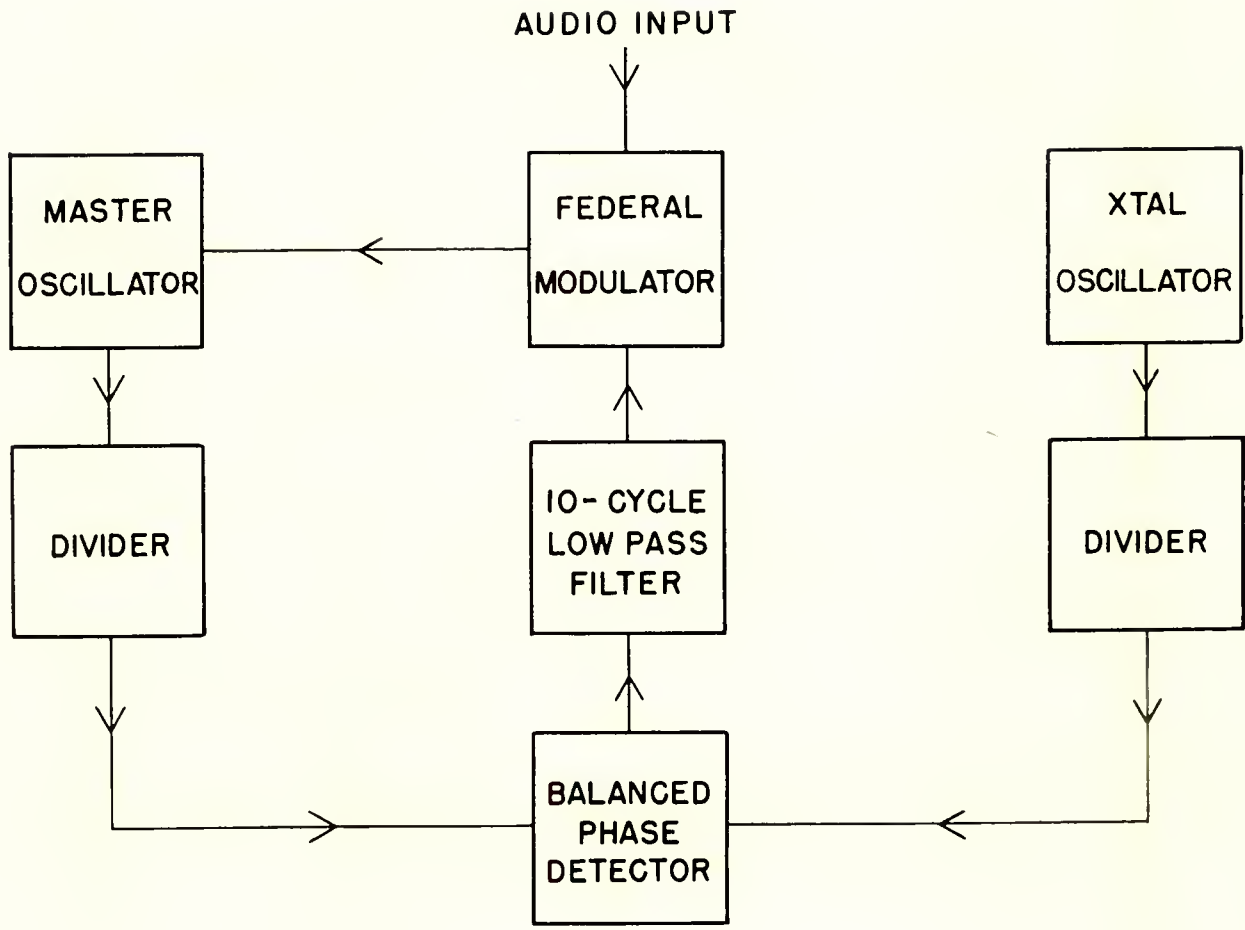 AUDIO INPUT
MASTER
OSCILLATOR
FEDERAL
MODULATOR
XTAL
OSCILLATOR
DIVIDER
10-CYCLE
LOW PASS
FILTER
DIVIDER
BALANCED
PHASE
DETECTOR